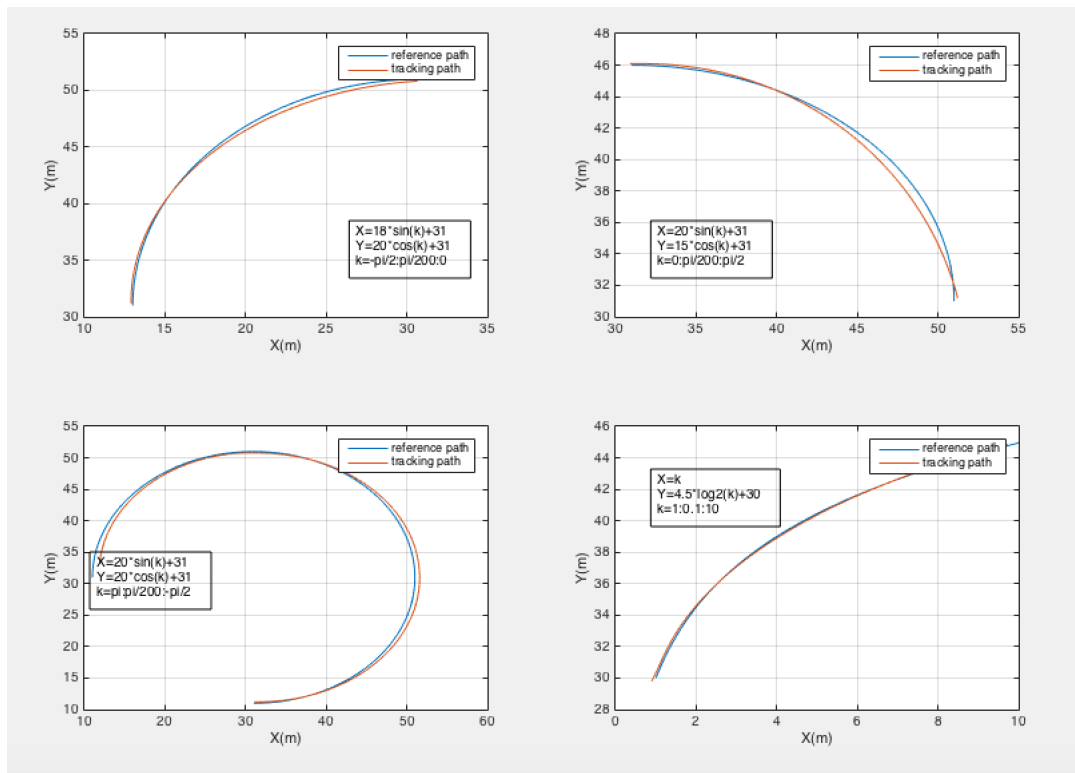 55
50
45
40
35
30
10
15
20
25
30
35
Y(m)
X(m)
reference path
tracking path
X=18*sin(k)+31
Y=20*cos(k)+31
k=-pi/2:pi/200:0
48
46
44
42
40
38
36
34
32
30
30
35
40
45
50
55
Y(m)
X(m)
reference path
tracking path
X=20*sin(k)+31
Y=15*cos(k)+31
k=0:pi/200:pi/2
55
50
45
40
35
30
25
20
15
10
10
20
30
40
50
60
Y(m)
X(m)
reference path
tracking path
X=20*sin(k)+31
Y=20*cos(k)+31
k=pi:pi/200:-pi/2
46
44
42
40
38
36
34
32
30
28
0
2
4
6
8
10
Y(m)
X(m)
reference path
tracking path
X=k
Y=4.5*log2(k)+30
k=1:0.1:10